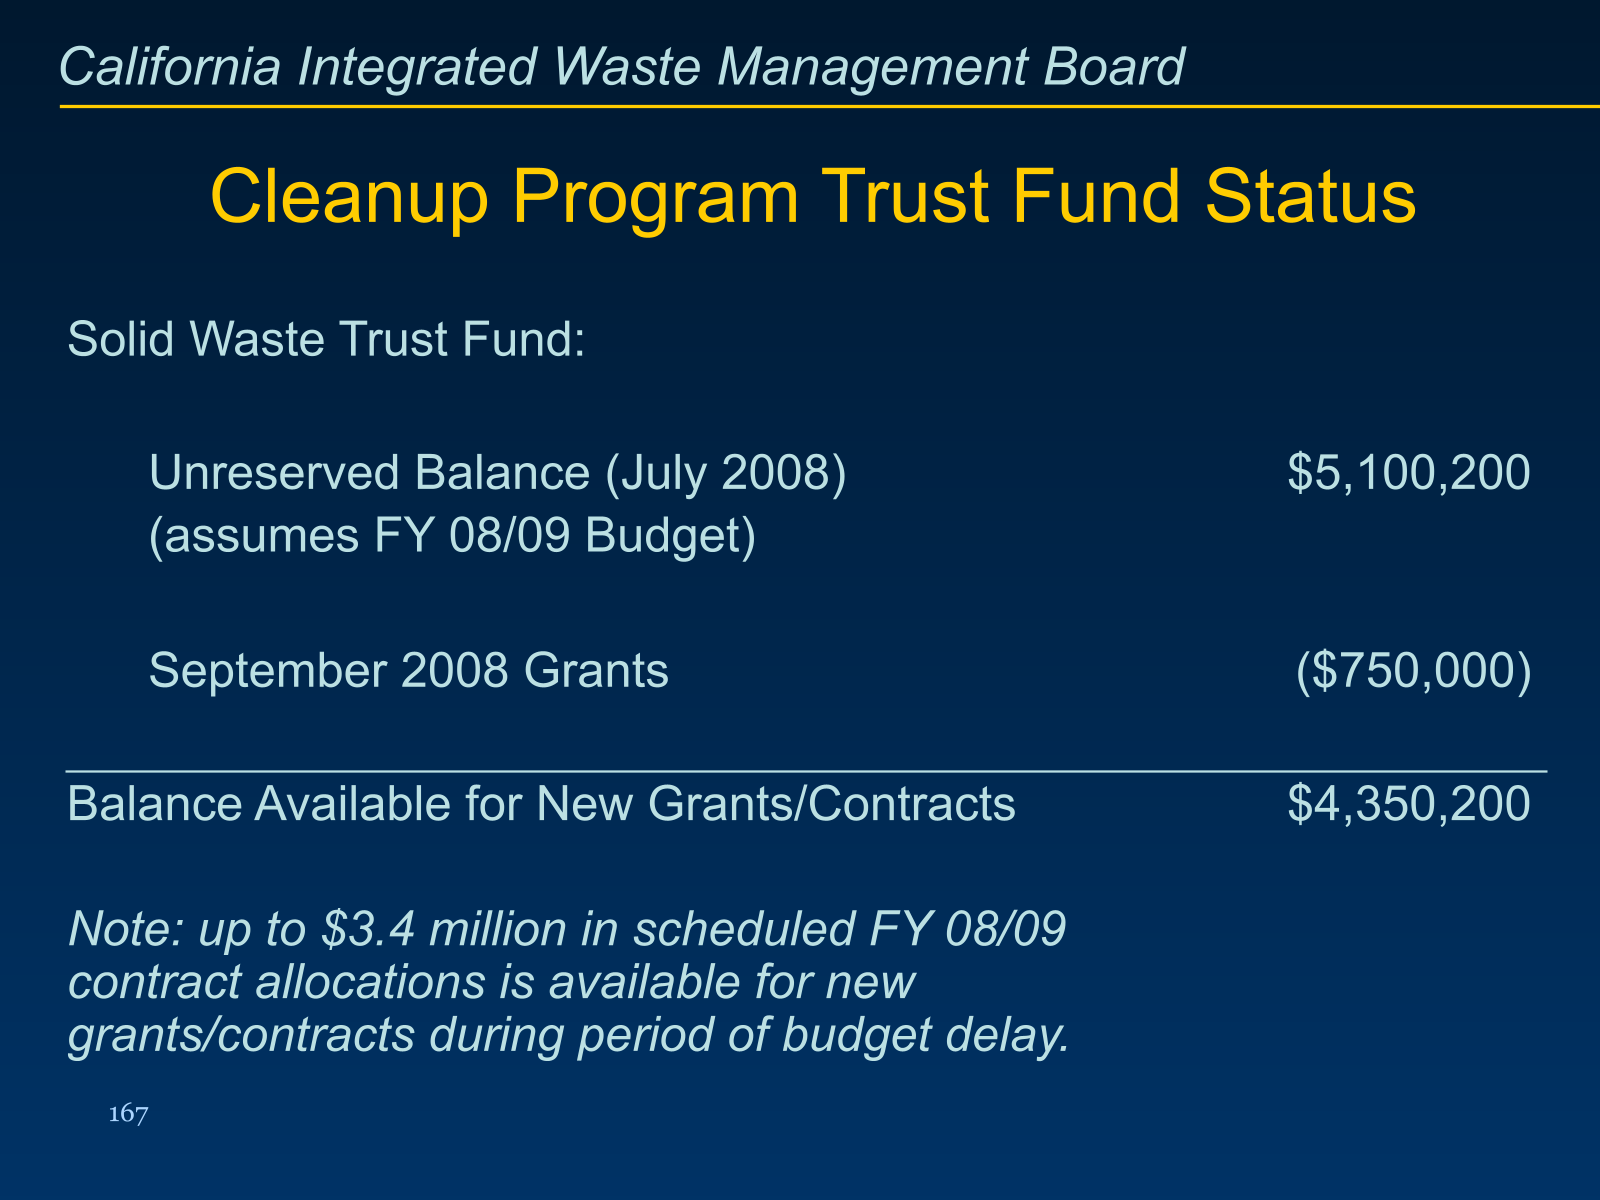 California Integrated Waste Management Board
Cleanup Program Trust Fund Status
Solid Waste Trust Fund:
Unreserved Balance (July 2008) $5,100,200
(assumes FY 08/09 Budget)
September 2008 Grants ($750,000)
Balance Available for New Grants/Contracts $4,350,200
Note: up to $3.4 million in scheduled FY 08/09
contract allocations is available for new
grants/contracts during period of budget delay.
167